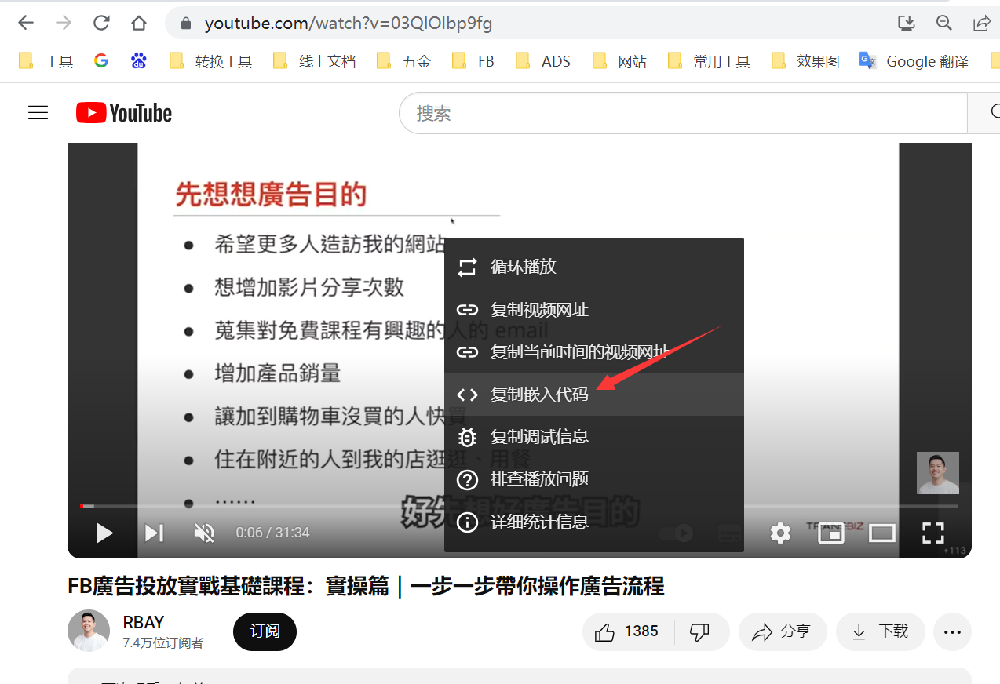 youtube.com/watch?v=03QlOlbp9fg
工具 转换工具 线上文档 五金 FB ADS 网站 常用工具 效果图 Google 翻译
YouTube
搜索
先想想廣告目的
希望更多人造訪我的網站
想增加影片分享次數
蒐集對免費課程有興趣的人的 email
增加產品銷量
讓加到購物車沒買的人快買
住在附近的人到我的店逛逛、用餐
······
好先想好廣告目的
循环播放
复制视频网址
复制当前时间的视频网址
复制嵌入代码
复制调试信息
排查播放问题
详细统计信息
0:06 / 31:34
+113
FB廣告投放實戰基礎課程：實操篇｜一步一步帶你操作廣告流程
RBAY
7.4万位订阅者
订阅
1385
分享
下载